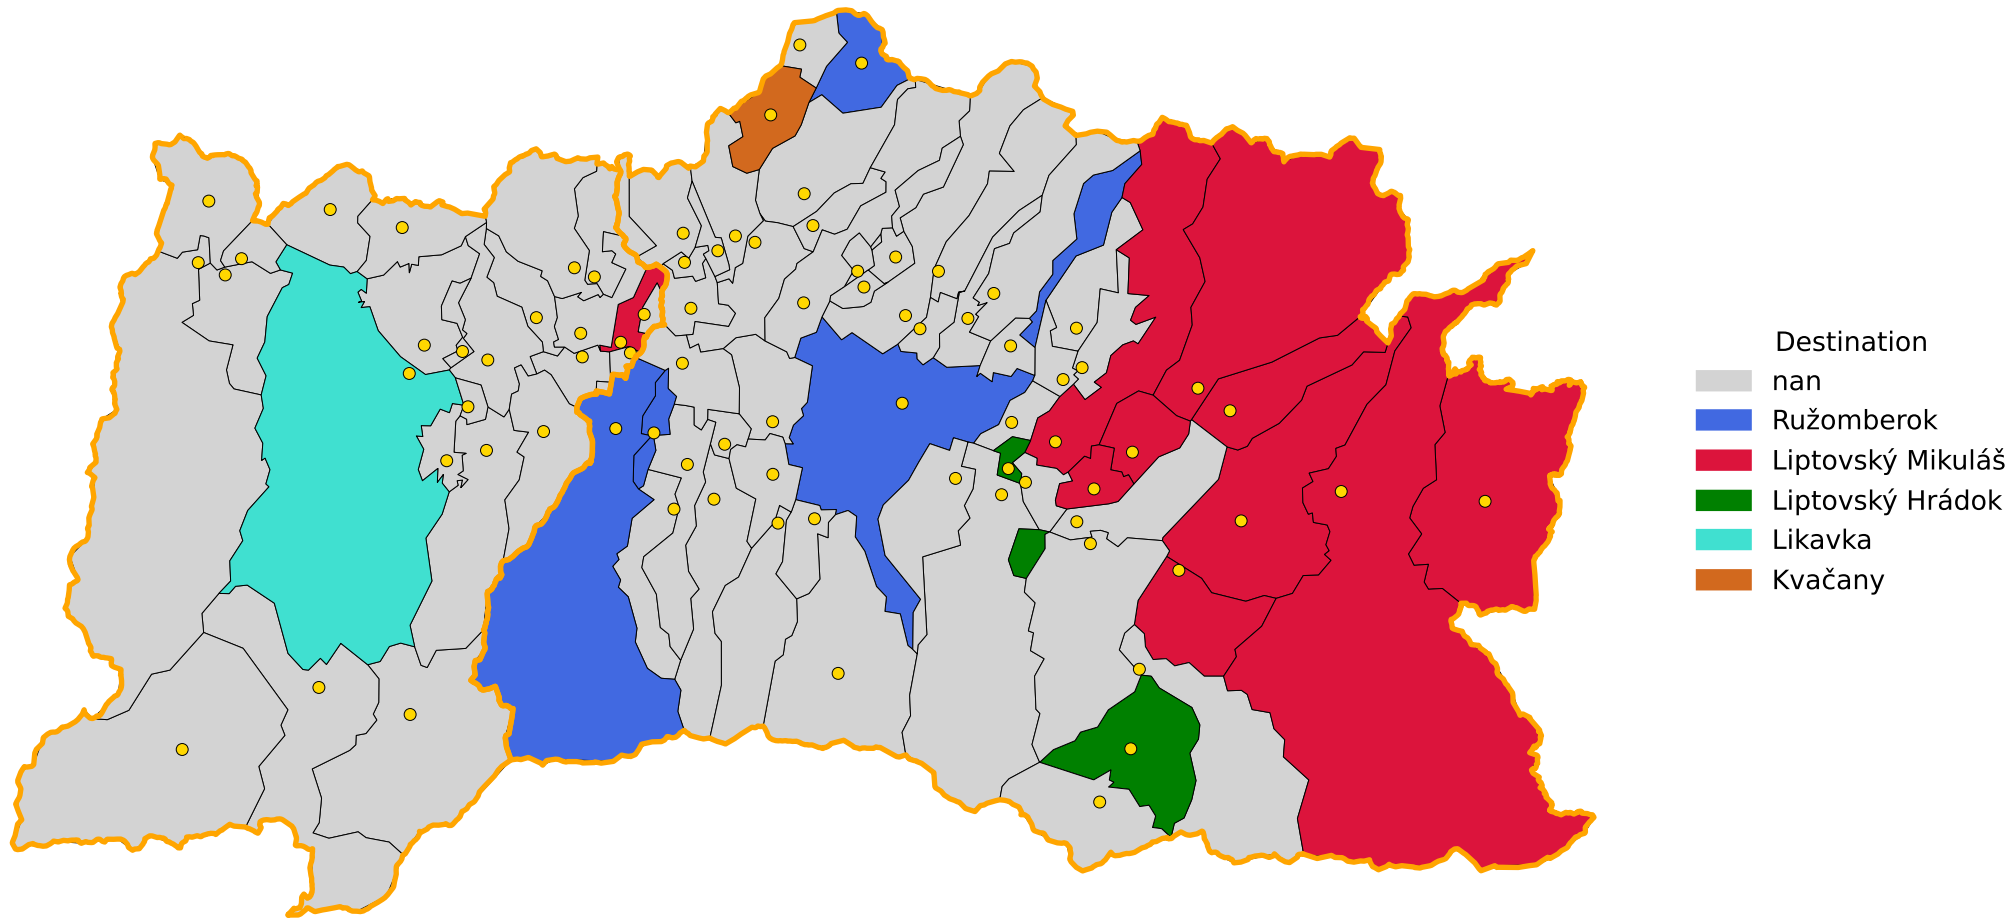 Destination
nan
Ružomberok
Liptovský Mikuláš
Liptovský Hrádok
Likavka
Kvačany